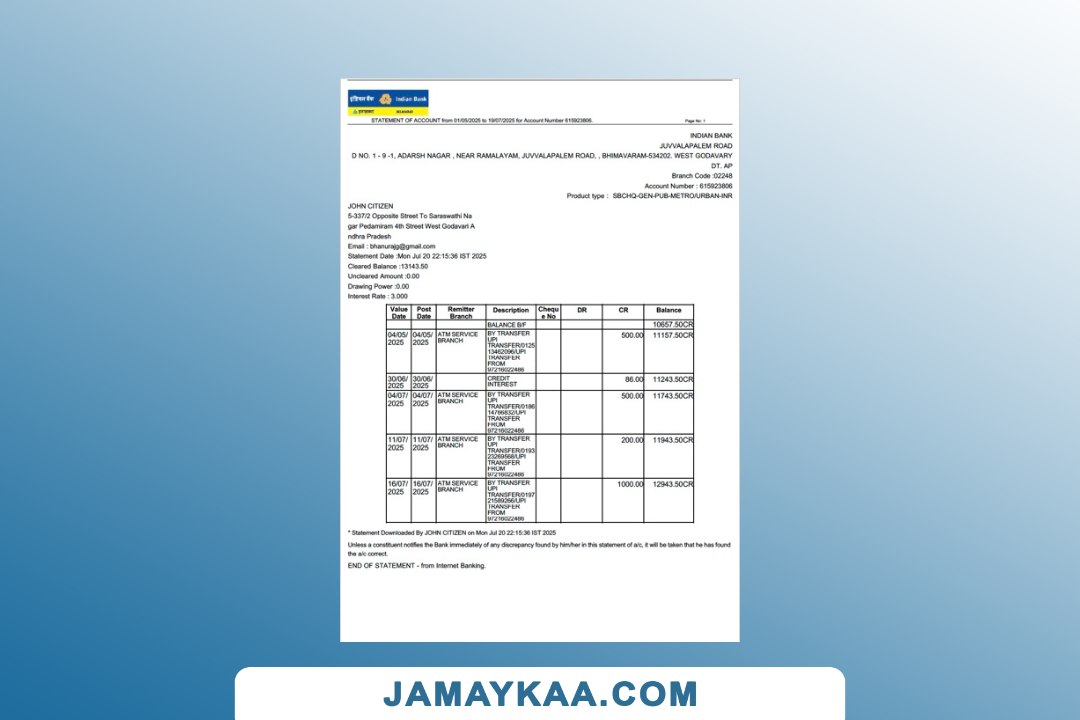 इंडियन बैंक Indian Bank
इलाहाबाद ALLAHABAD
STATEMENT OF ACCOUNT from 01/05/2025 to 19/07/2025 for Account Number 615923806. Page No: 1
INDIAN BANK
JUVVALAPALEM ROAD
D NO. 1 - 9 -1, ADARSH NAGAR , NEAR RAMALAYAM, JUVVALAPALEM ROAD, , BHIMAVARAM-534202. WEST GODAVARY
DT. AP
Branch Code :02248
Account Number : 615923806
Product type : SBCHQ-GEN-PUB-METRO/URBAN-INR
JOHN CITIZEN
5-337/2 Opposite Street To Saraswathi Na
gar Pedamiram 4th Street West Godavari A
ndhra Pradesh
Email : bhanurajg@gmail.com
Statement Date :Mon Jul 20 22:15:36 IST 2025
Cleared Balance :13143.50
Uncleared Amount :0.00
Drawing Power :0.00
Interest Rate : 3.000
Value Date Post Date Remitter Branch Description Chequ e No DR CR Balance
BALANCE B/F 10657.50CR
04/05/ 04/05/ ATM SERVICE BY TRANSFER 500.00 11157.50CR
2025 2025 BRANCH UPI
TRANSFER/0125
13462096/UPI
TRANSFER
FROM
97216022486
30/06/ 30/06/ CREDIT 86.00 11243.50CR
2025 2025 INTEREST
04/07/ 04/07/ ATM SERVICE BY TRANSFER 500.00 11743.50CR
2025 2025 BRANCH UPI
TRANSFER/0186
14766832/UPI
TRANSFER
FROM
97216022486
11/07/ 11/07/ ATM SERVICE BY TRANSFER 200.00 11943.50CR
2025 2025 BRANCH UPI
TRANSFER/0193
23269568/UPI
TRANSFER
FROM
97216022486
16/07/ 16/07/ ATM SERVICE BY TRANSFER 1000.00 12943.50CR
2025 2025 BRANCH UPI
TRANSFER/0197
21589266/UPI
TRANSFER
FROM
97216022486
* Statement Downloaded By JOHN CITIZEN on Mon Jul 20 22:15:36 IST 2025
Unless a constituent notifies the Bank immediately of any discrepancy found by him/her in this statement of a/c, it will be taken that he has found
the a/c correct.
END OF STATEMENT - from Internet Banking.
JAMAYKAA.COM